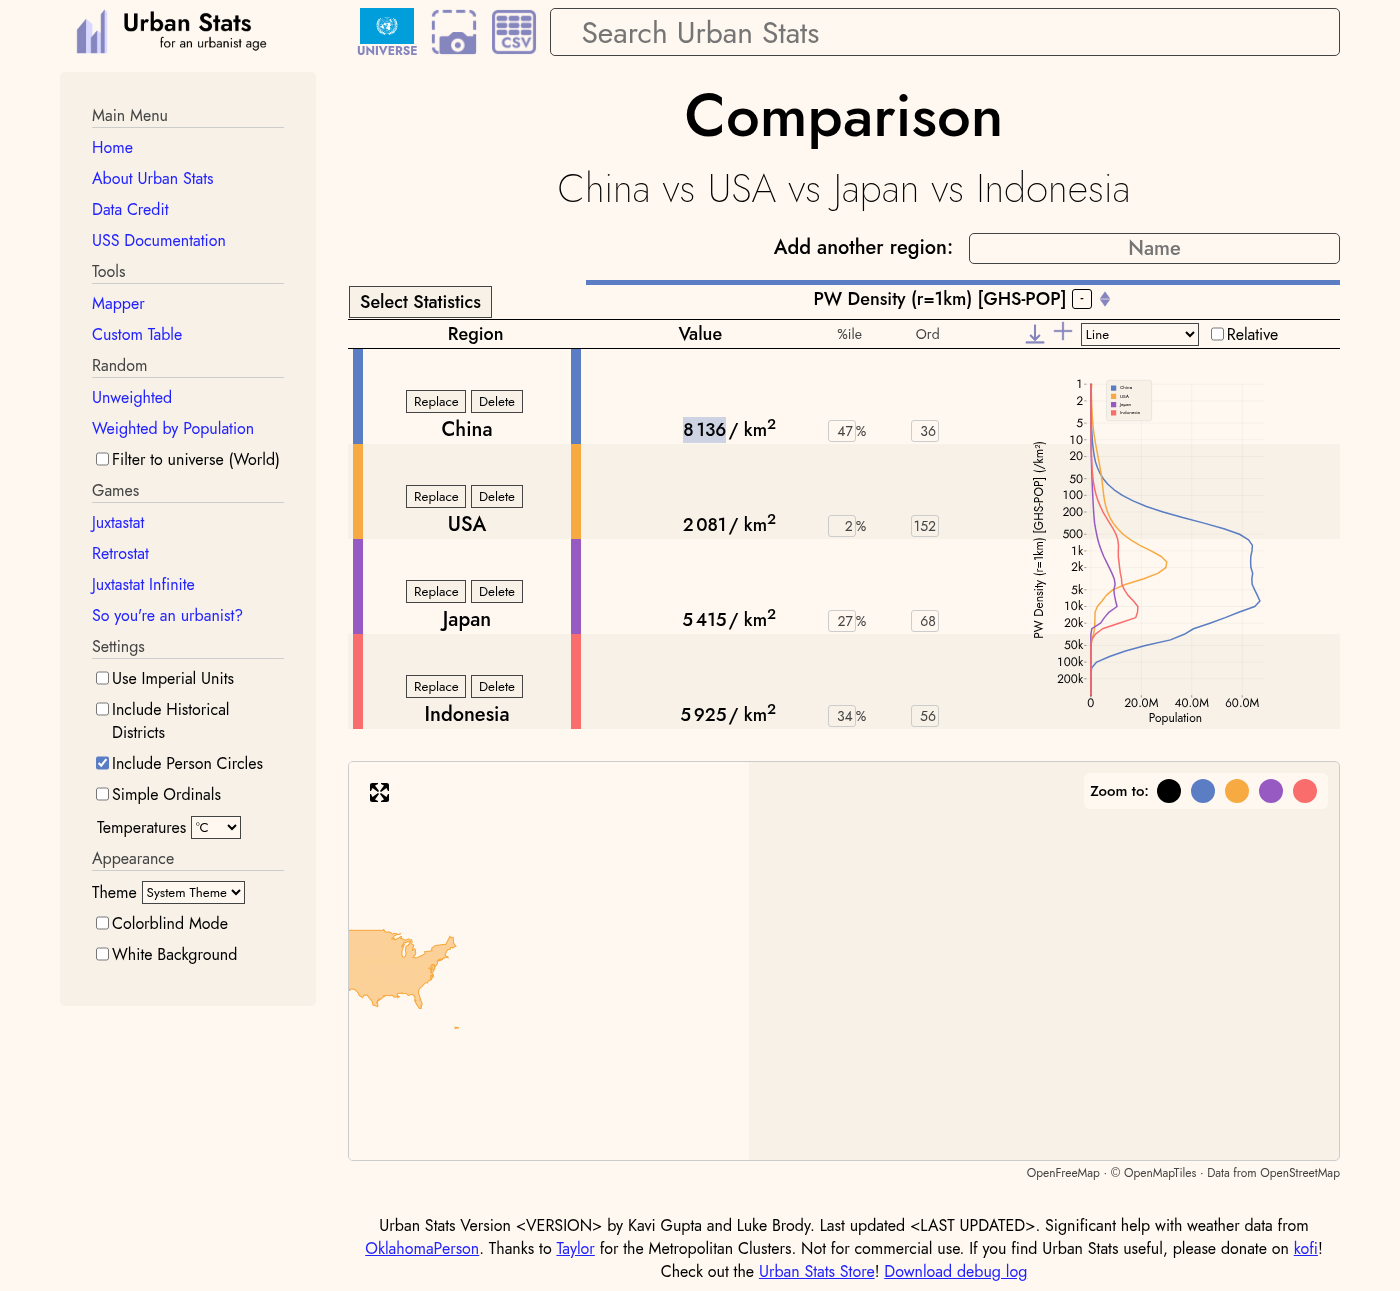 Urban Stats
for an urbanist age
UNIVERSE
CSV
Search Urban Stats
Main Menu
Home
About Urban Stats
Data Credit
USS Documentation
Tools
Mapper
Custom Table
Random
Unweighted
Weighted by Population
Filter to universe (World)
Games
Juxtastat
Retrostat
Juxtastat Infinite
So you're an urbanist?
Settings
Use Imperial Units
Include Historical
Districts
Include Person Circles
Simple Ordinals
Temperatures °C
Appearance
Theme System Theme
Colorblind Mode
White Background
Comparison
China vs USA vs Japan vs Indonesia
Add another region: Name
Select Statistics
PW Density (r=1km) [GHS-POP] -
Region Value %ile Ord Line Relative
Replace Delete
China 8 136 / km² 47% 36
Replace Delete
USA 2 081 / km² 2% 152
Replace Delete
Japan 5 415 / km² 27% 68
Replace Delete
Indonesia 5 925 / km² 34% 56
China
USA
Japan
Indonesia
PW Density (r=1km) [GHS-POP] (/km²)
1
2
5
10
20
50
100
200
500
1k
2k
5k
10k
20k
50k
100k
200k
0 20.0M 40.0M 60.0M
Population
Zoom to:
OpenFreeMap · © OpenMapTiles · Data from OpenStreetMap
Urban Stats Version <VERSION> by Kavi Gupta and Luke Brody. Last updated <LAST UPDATED>. Significant help with weather data from
OklahomaPerson. Thanks to Taylor for the Metropolitan Clusters. Not for commercial use. If you find Urban Stats useful, please donate on kofi!
Check out the Urban Stats Store! Download debug log